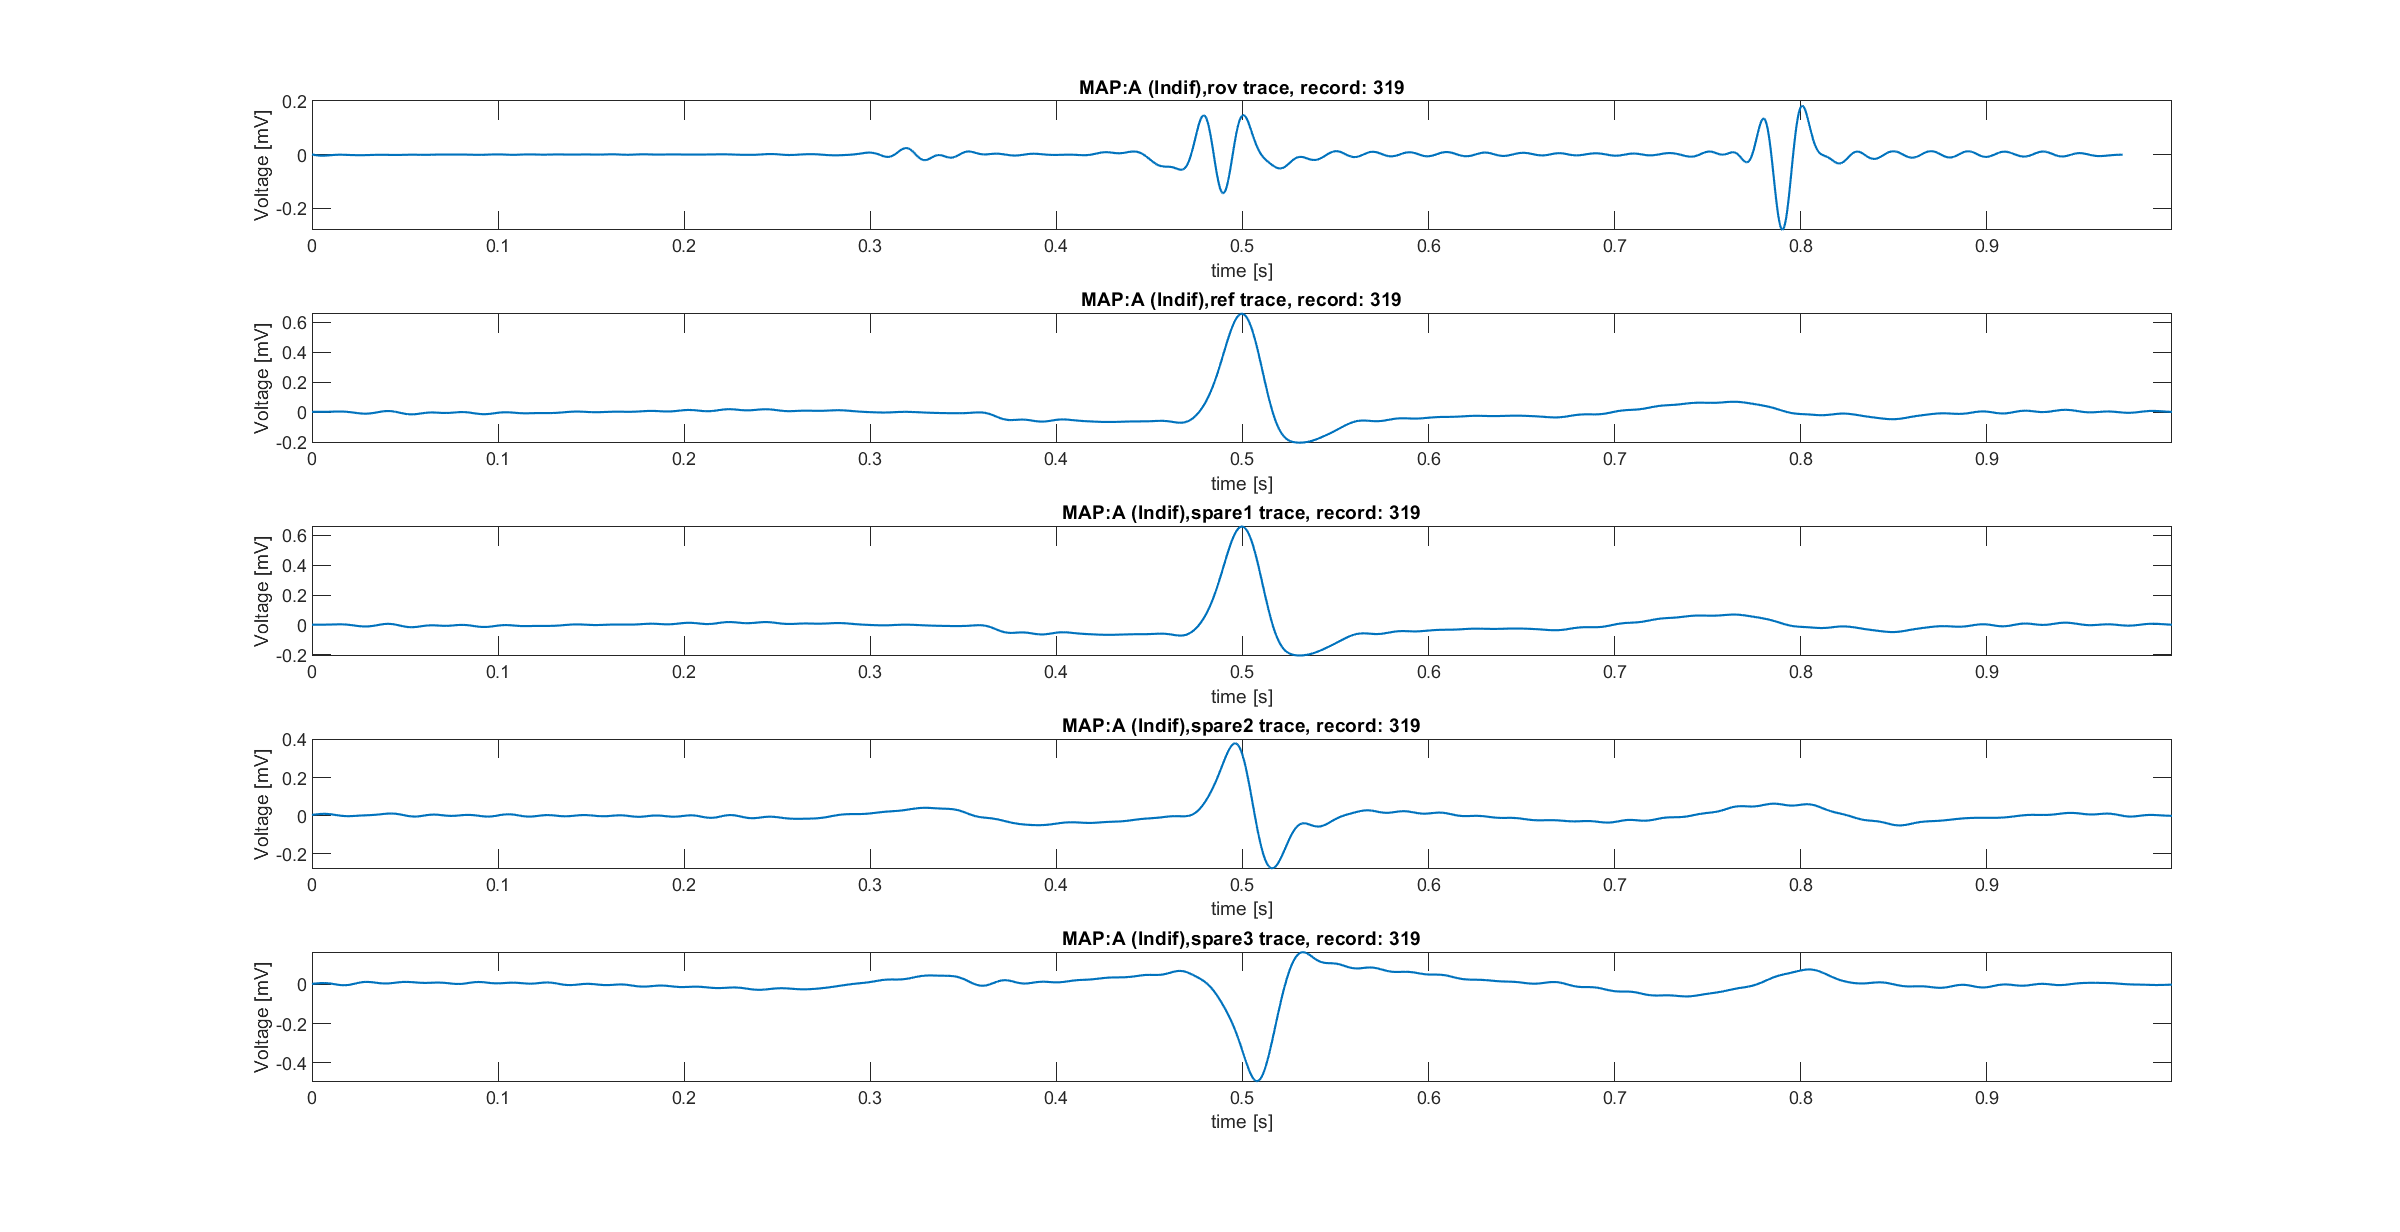 MAP:A (Indif),rov trace, record: 319
Voltage [mV]
0.2
0
-0.2
0 0.1 0.2 0.3 0.4 0.5 0.6 0.7 0.8 0.9
time [s]
MAP:A (Indif),ref trace, record: 319
Voltage [mV]
0.6
0.4
0.2
0
-0.2
0 0.1 0.2 0.3 0.4 0.5 0.6 0.7 0.8 0.9
time [s]
MAP:A (Indif),spare1 trace, record: 319
Voltage [mV]
0.6
0.4
0.2
0
-0.2
0 0.1 0.2 0.3 0.4 0.5 0.6 0.7 0.8 0.9
time [s]
MAP:A (Indif),spare2 trace, record: 319
Voltage [mV]
0.4
0.2
0
-0.2
0 0.1 0.2 0.3 0.4 0.5 0.6 0.7 0.8 0.9
time [s]
MAP:A (Indif),spare3 trace, record: 319
Voltage [mV]
0
-0.2
-0.4
0 0.1 0.2 0.3 0.4 0.5 0.6 0.7 0.8 0.9
time [s]